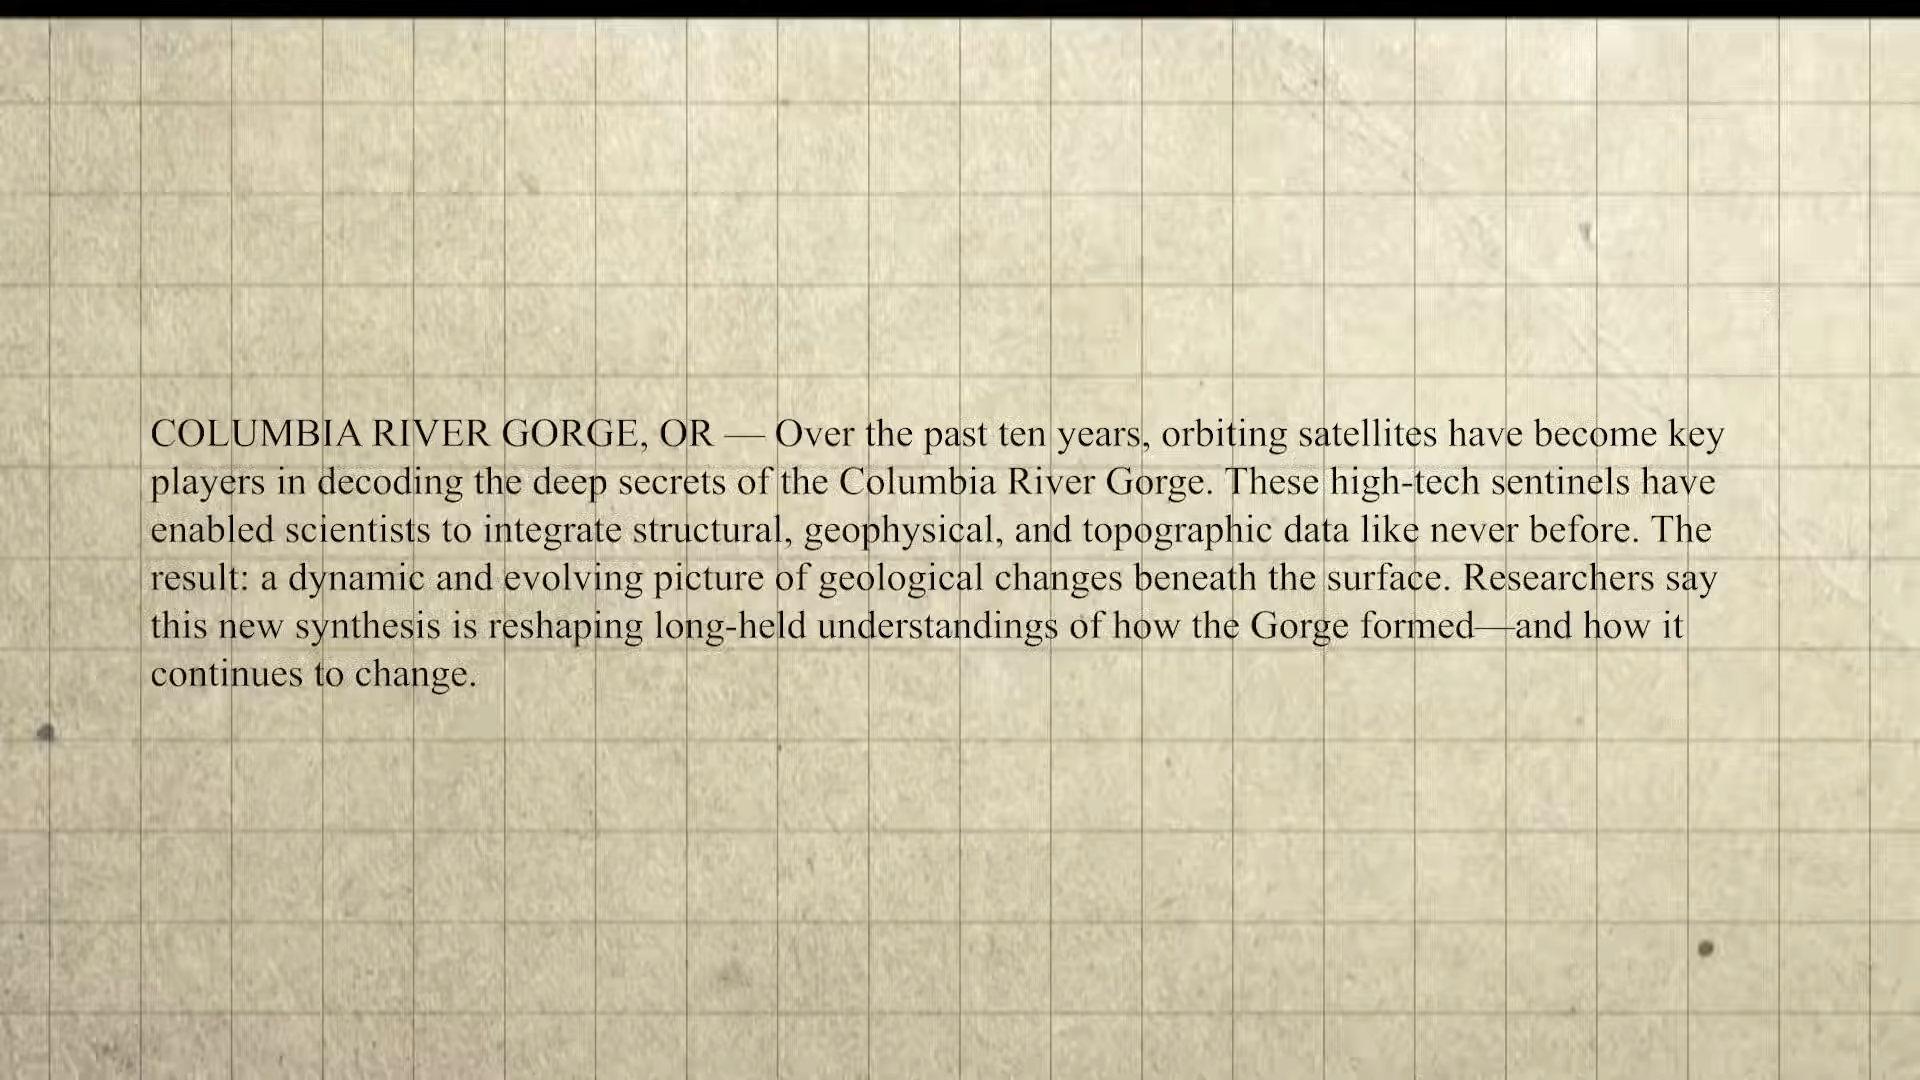 COLUMBIA RIVER GORGE, OR — Over the past ten years, orbiting satellites have become key
players in decoding the deep secrets of the Columbia River Gorge. These high-tech sentinels have
enabled scientists to integrate structural, geophysical, and topographic data like never before. The
result: a dynamic and evolving picture of geological changes beneath the surface. Researchers say
this new synthesis is reshaping long-held understandings of how the Gorge formed—and how it
continues to change.